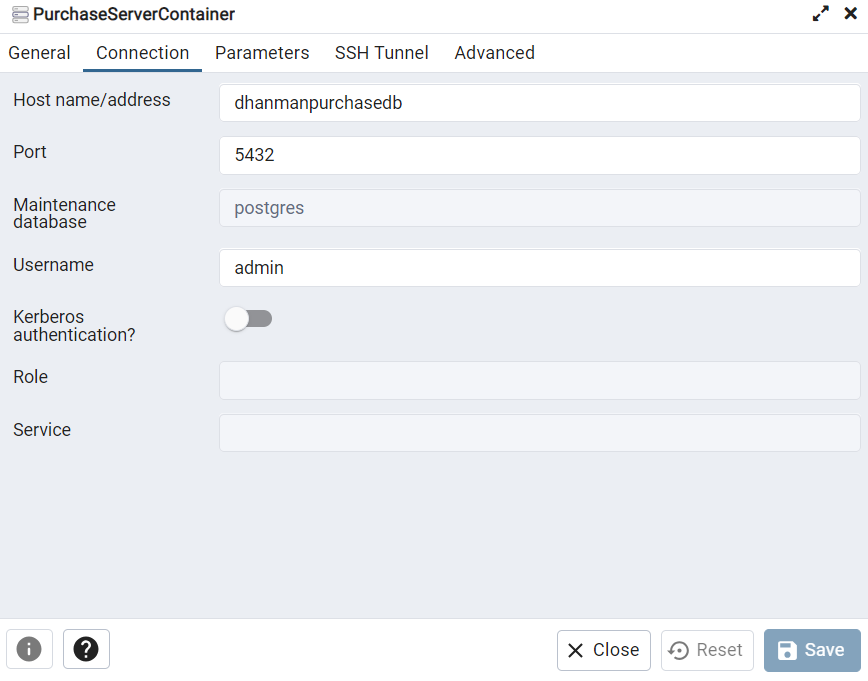 PurchaseServerContainer
General Connection Parameters SSH Tunnel Advanced
Host name/address dhanmanpurchasedb
Port 5432
Maintenance
database postgres
Username admin
Kerberos
authentication?
Role
Service
i ? Close Reset Save